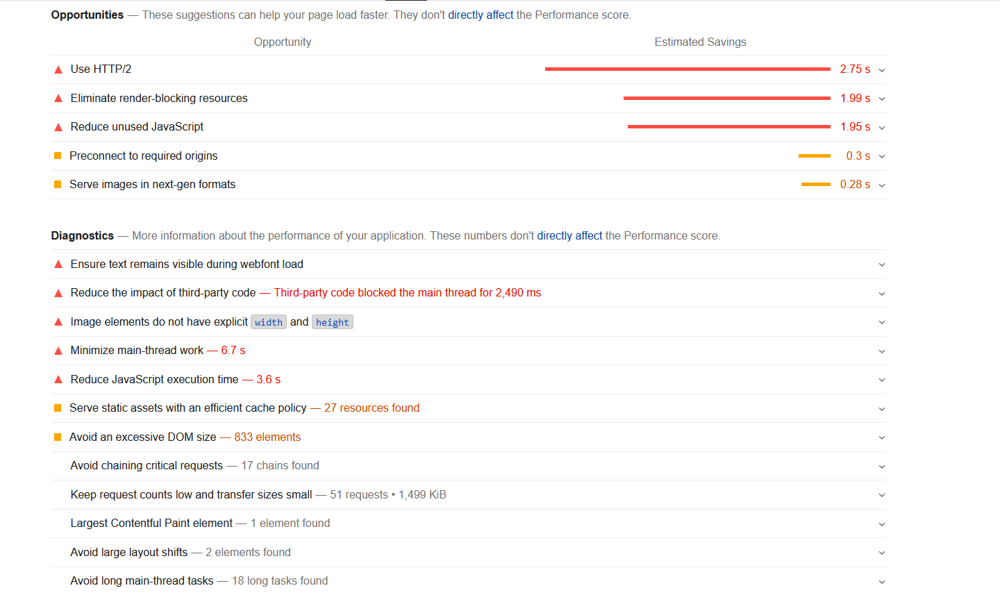 Opportunities — These suggestions can help your page load faster. They don't directly affect the Performance score.
Opportunity Estimated Savings
Use HTTP/2 2.75 s
Eliminate render-blocking resources 1.99 s
Reduce unused JavaScript 1.95 s
Preconnect to required origins 0.3 s
Serve images in next-gen formats 0.28 s
Diagnostics — More information about the performance of your application. These numbers don't directly affect the Performance score.
Ensure text remains visible during webfont load
Reduce the impact of third-party code — Third-party code blocked the main thread for 2,490 ms
Image elements do not have explicit width and height
Minimize main-thread work — 6.7 s
Reduce JavaScript execution time — 3.6 s
Serve static assets with an efficient cache policy — 27 resources found
Avoid an excessive DOM size — 833 elements
Avoid chaining critical requests — 17 chains found
Keep request counts low and transfer sizes small — 51 requests • 1,499 KiB
Largest Contentful Paint element — 1 element found
Avoid large layout shifts — 2 elements found
Avoid long main-thread tasks — 18 long tasks found